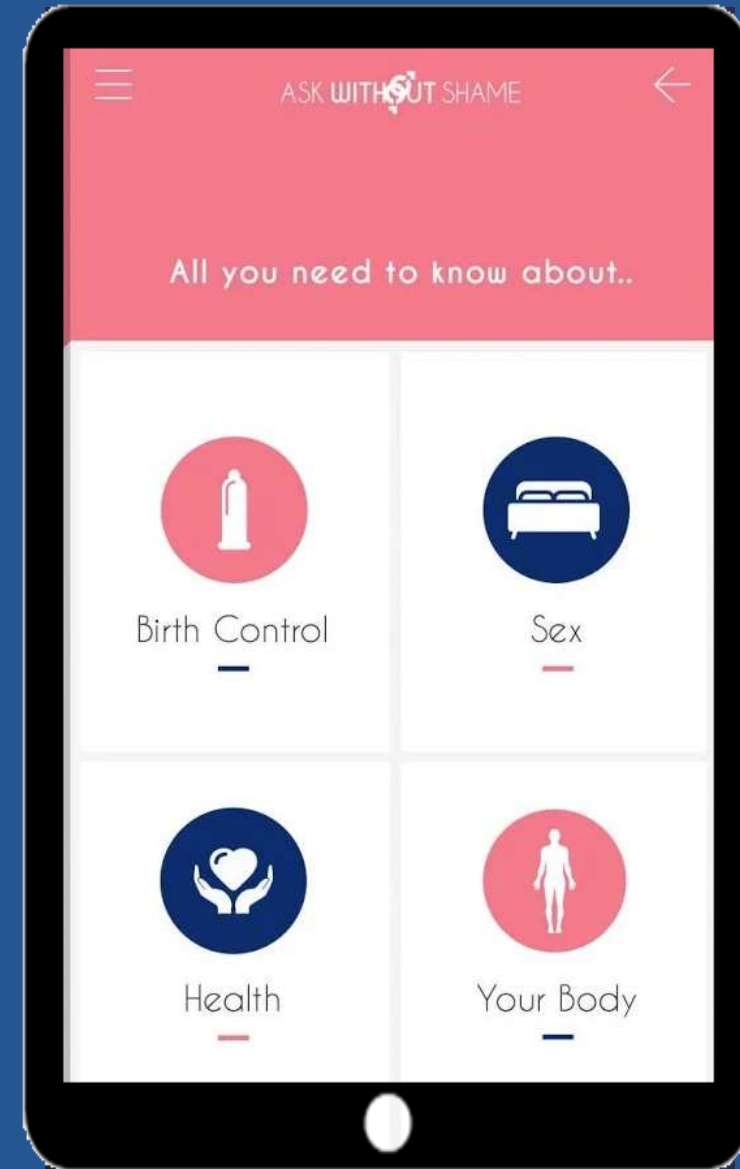 ASK WITHOUT SHAME
All you need to know about..
Birth Control
Sex
Health
Your Body